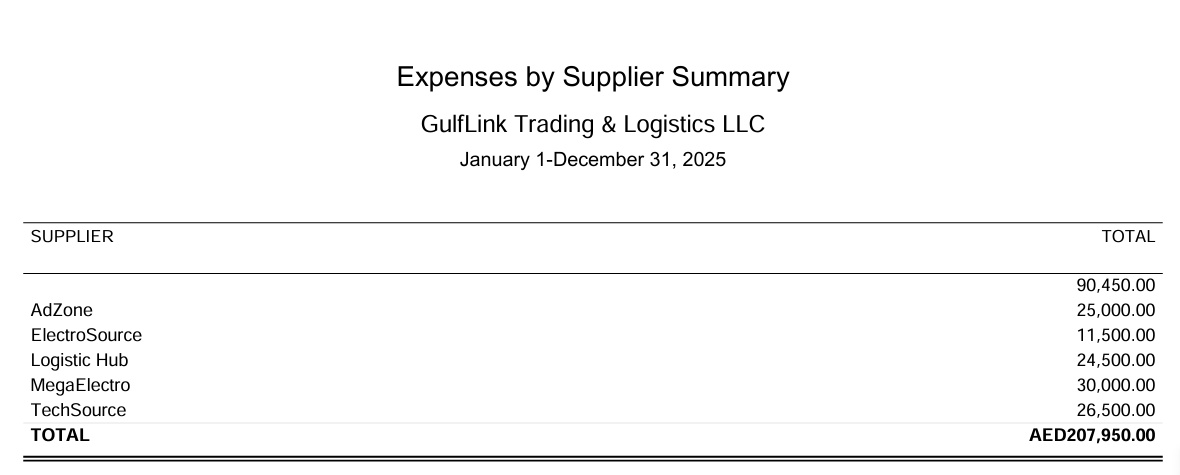 Expenses by Supplier Summary
GulfLink Trading & Logistics LLC
January 1-December 31, 2025
SUPPLIER TOTAL
90,450.00
AdZone 25,000.00
ElectroSource 11,500.00
Logistic Hub 24,500.00
MegaElectro 30,000.00
TechSource 26,500.00
TOTAL AED207,950.00